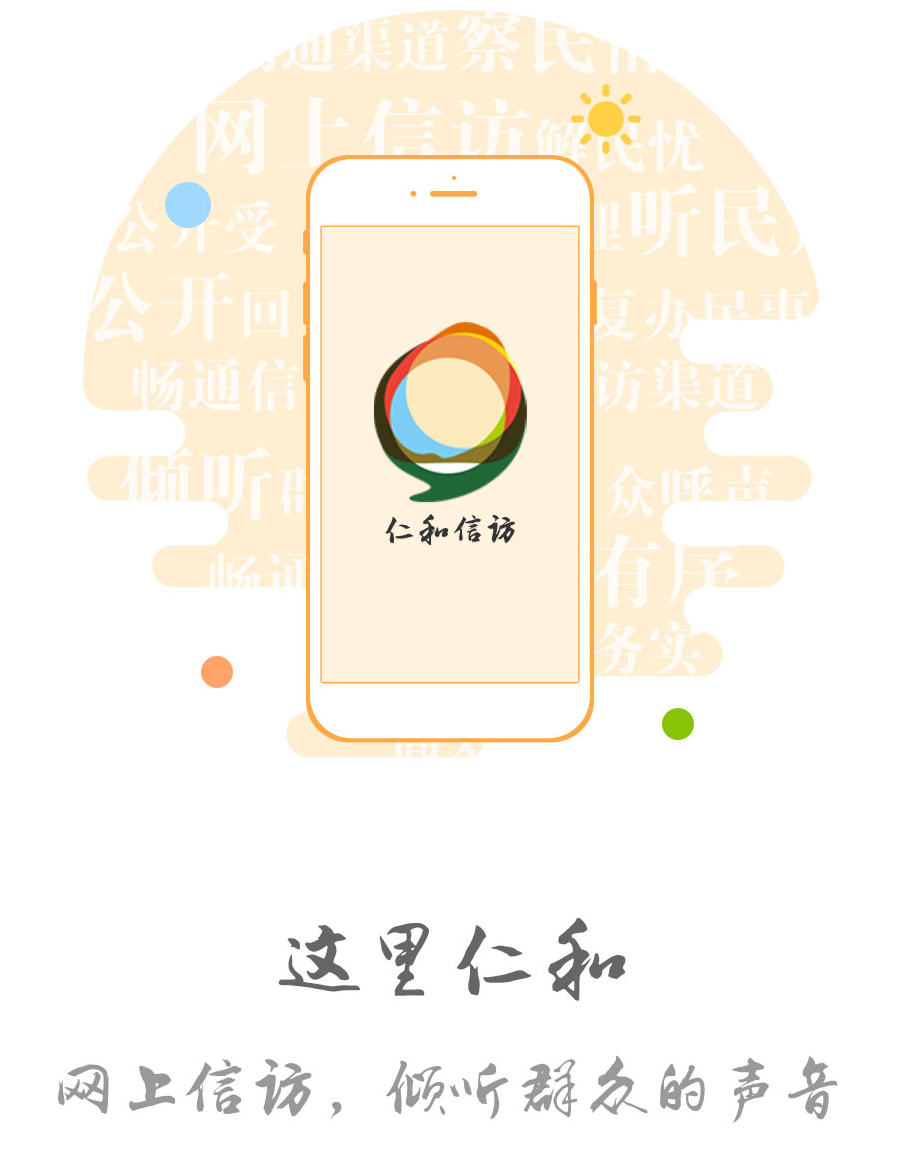 畅通渠道察民情
网上信访解民忧
公开受理听民
公开回复办民事
畅通信访渠道
倾听群众呼声
畅通有序
务实
仁和信访
这里仁和
网上信访，倾听群众的声音